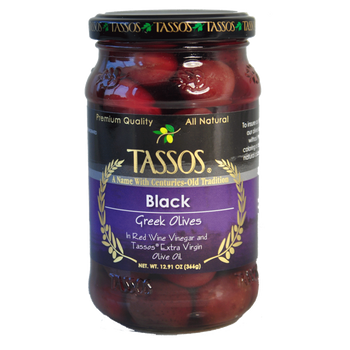 TASSOS
Premium Quality All Natural
TASSOS®
A Name With Centuries-Old Tradition
Black
Greek Olives
In Red Wine Vinegar and
Tassos® Extra Virgin
Olive Oil
NET. WT. 12.91 OZ (366g)